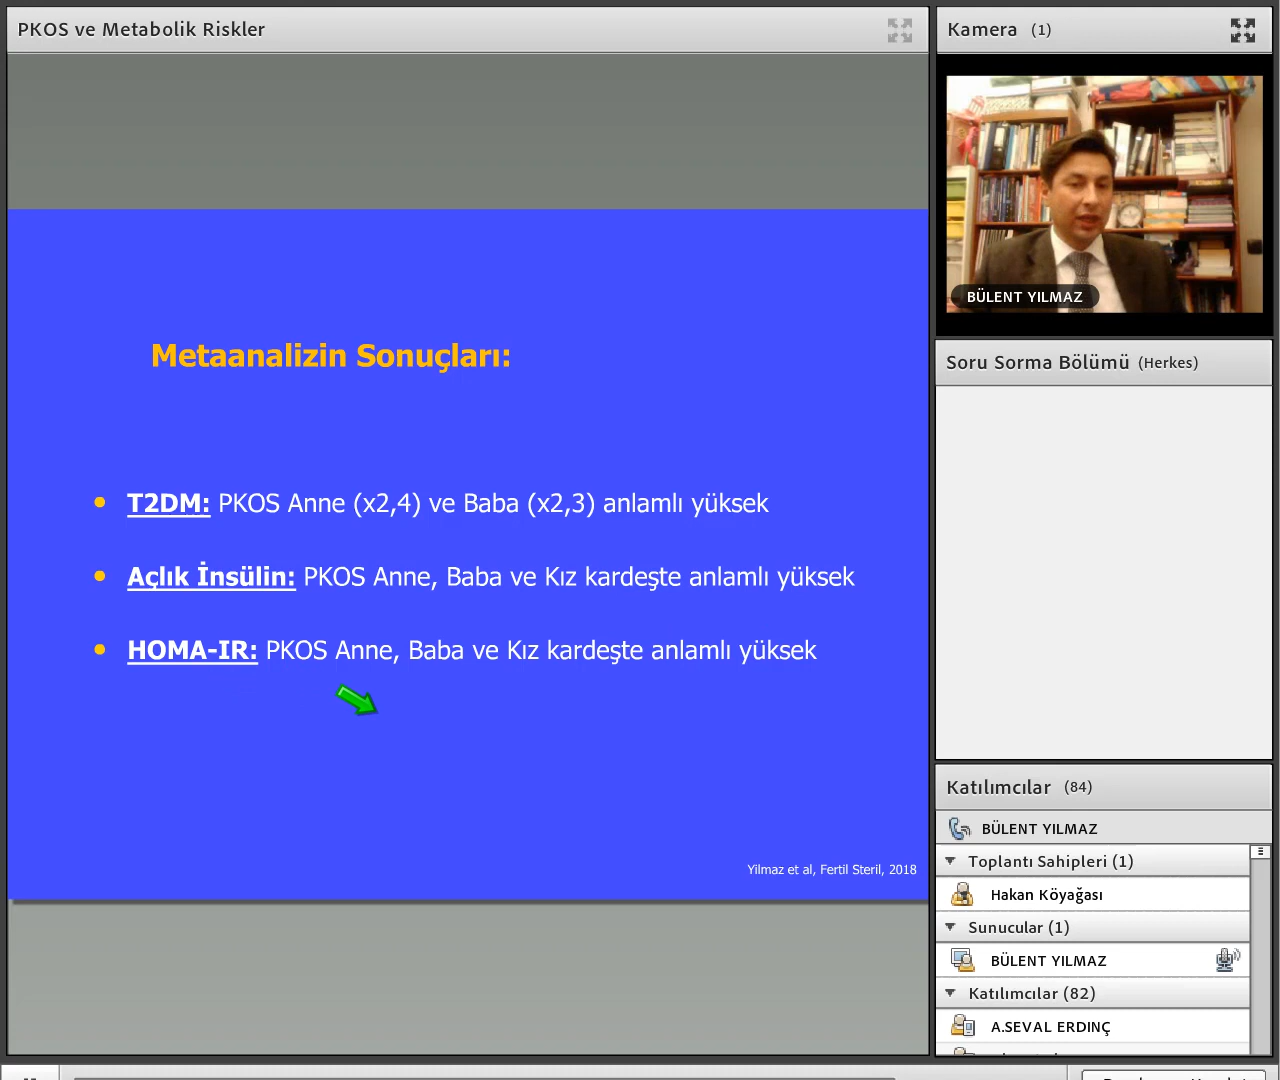 PKOS ve Metabolik Riskler
Metaanalizin Sonuçları:
T2DM: PKOS Anne (x2,4) ve Baba (x2,3) anlamlı yüksek
Açlık İnsülin: PKOS Anne, Baba ve Kız kardeşte anlamlı yüksek
HOMA-IR: PKOS Anne, Baba ve Kız kardeşte anlamlı yüksek
Yilmaz et al, Fertil Steril, 2018
Kamera (1)
BÜLENT YILMAZ
Soru Sorma Bölümü (Herkes)
Katılımcılar (84)
BÜLENT YILMAZ
Toplantı Sahipleri (1)
Hakan Köyağası
Sunucular (1)
BÜLENT YILMAZ
Katılımcılar (82)
A.SEVAL ERDINÇ